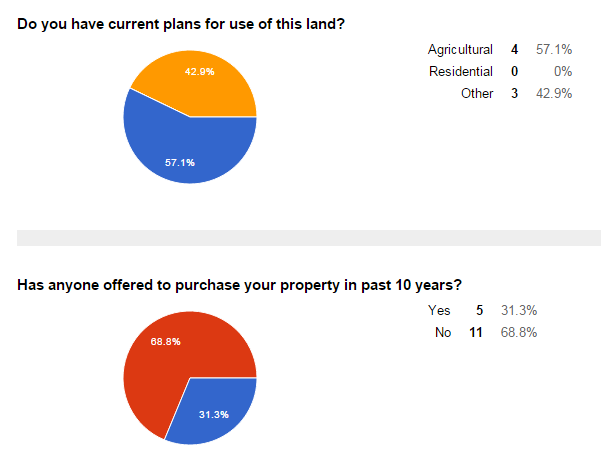 Do you have current plans for use of this land?
Agricultural 4 57.1%
Residential 0 0%
Other 3 42.9%
42.9%
57.1%
Has anyone offered to purchase your property in past 10 years?
Yes 5 31.3%
No 11 68.8%
68.8%
31.3%